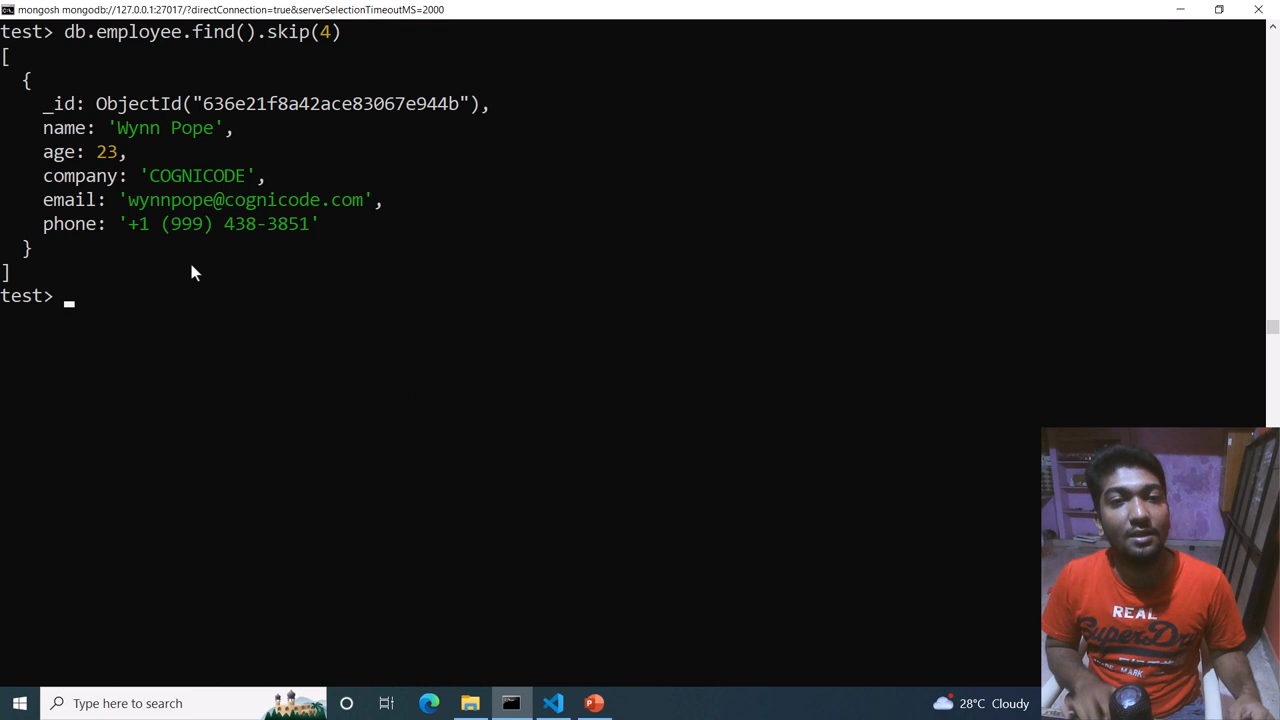 mongosh mongodb://127.0.0.1:27017/?directConnection=true&serverSelectionTimeoutMS=2000
test> db.employee.find().skip(4)
[
{
_id: ObjectId("636e21f8a42ace83067e944b"),
name: 'Wynn Pope',
age: 23,
company: 'COGNICODE',
email: 'wynnpope@cognicode.com',
phone: '+1 (999) 438-3851'
}
]
test>
REAL
SuperDry
MARK.
Type here to search
28°C Cloudy